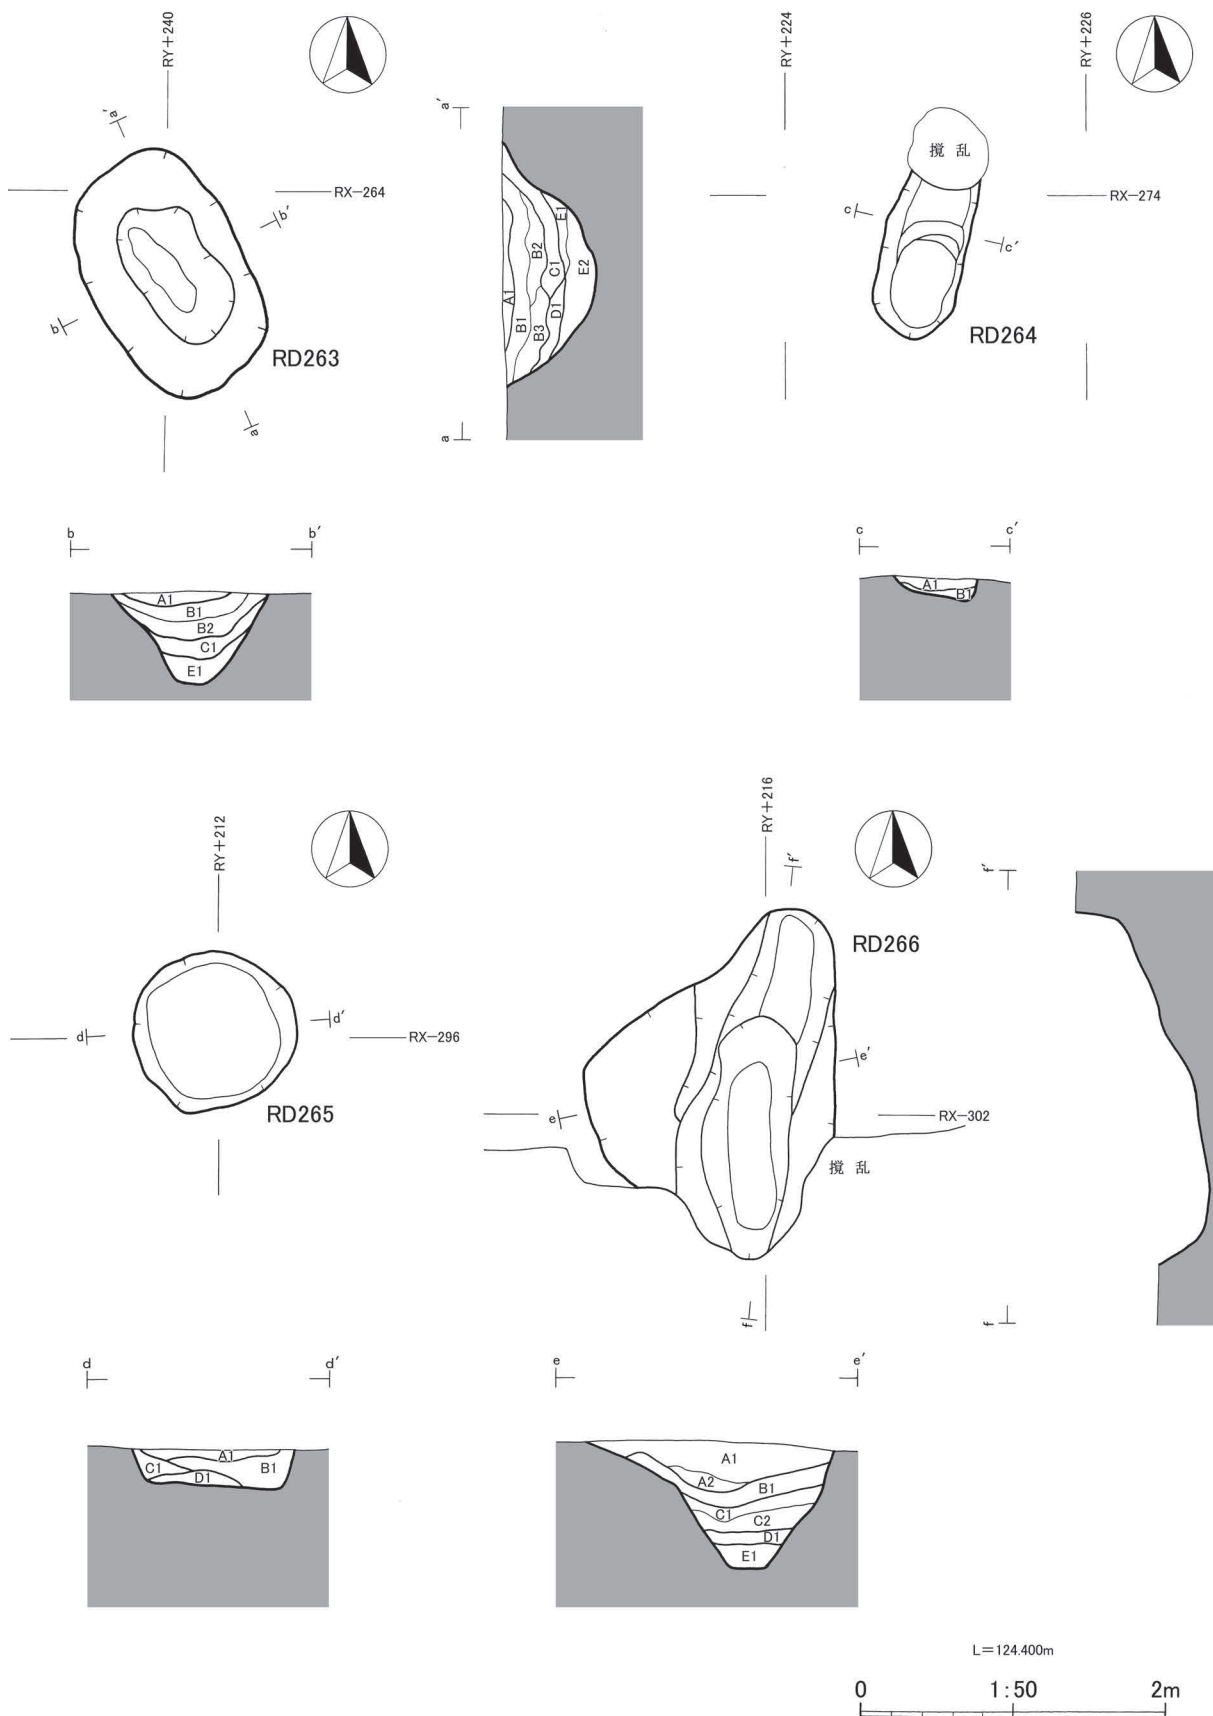 RY+240
a'
RX-264
b'
b
RD263
a
a'
a
A1
B1
B2
B3
C1
D1
E1
E2
RY+224
RY+226
撹乱
RX-274
c
c'
RD264
b
b'
A1
B1
B2
C1
E1
c
c'
A1
B1
RY+212
d
d'
RX-296
RD265
RY+216
f'
RD266
e'
e
RX-302
撹乱
f
f'
f
d
d'
A1
C1
B1
D1
e
e'
A1
A2
B1
C1
C2
D1
E1
L=124.400m
0 1:50 2m